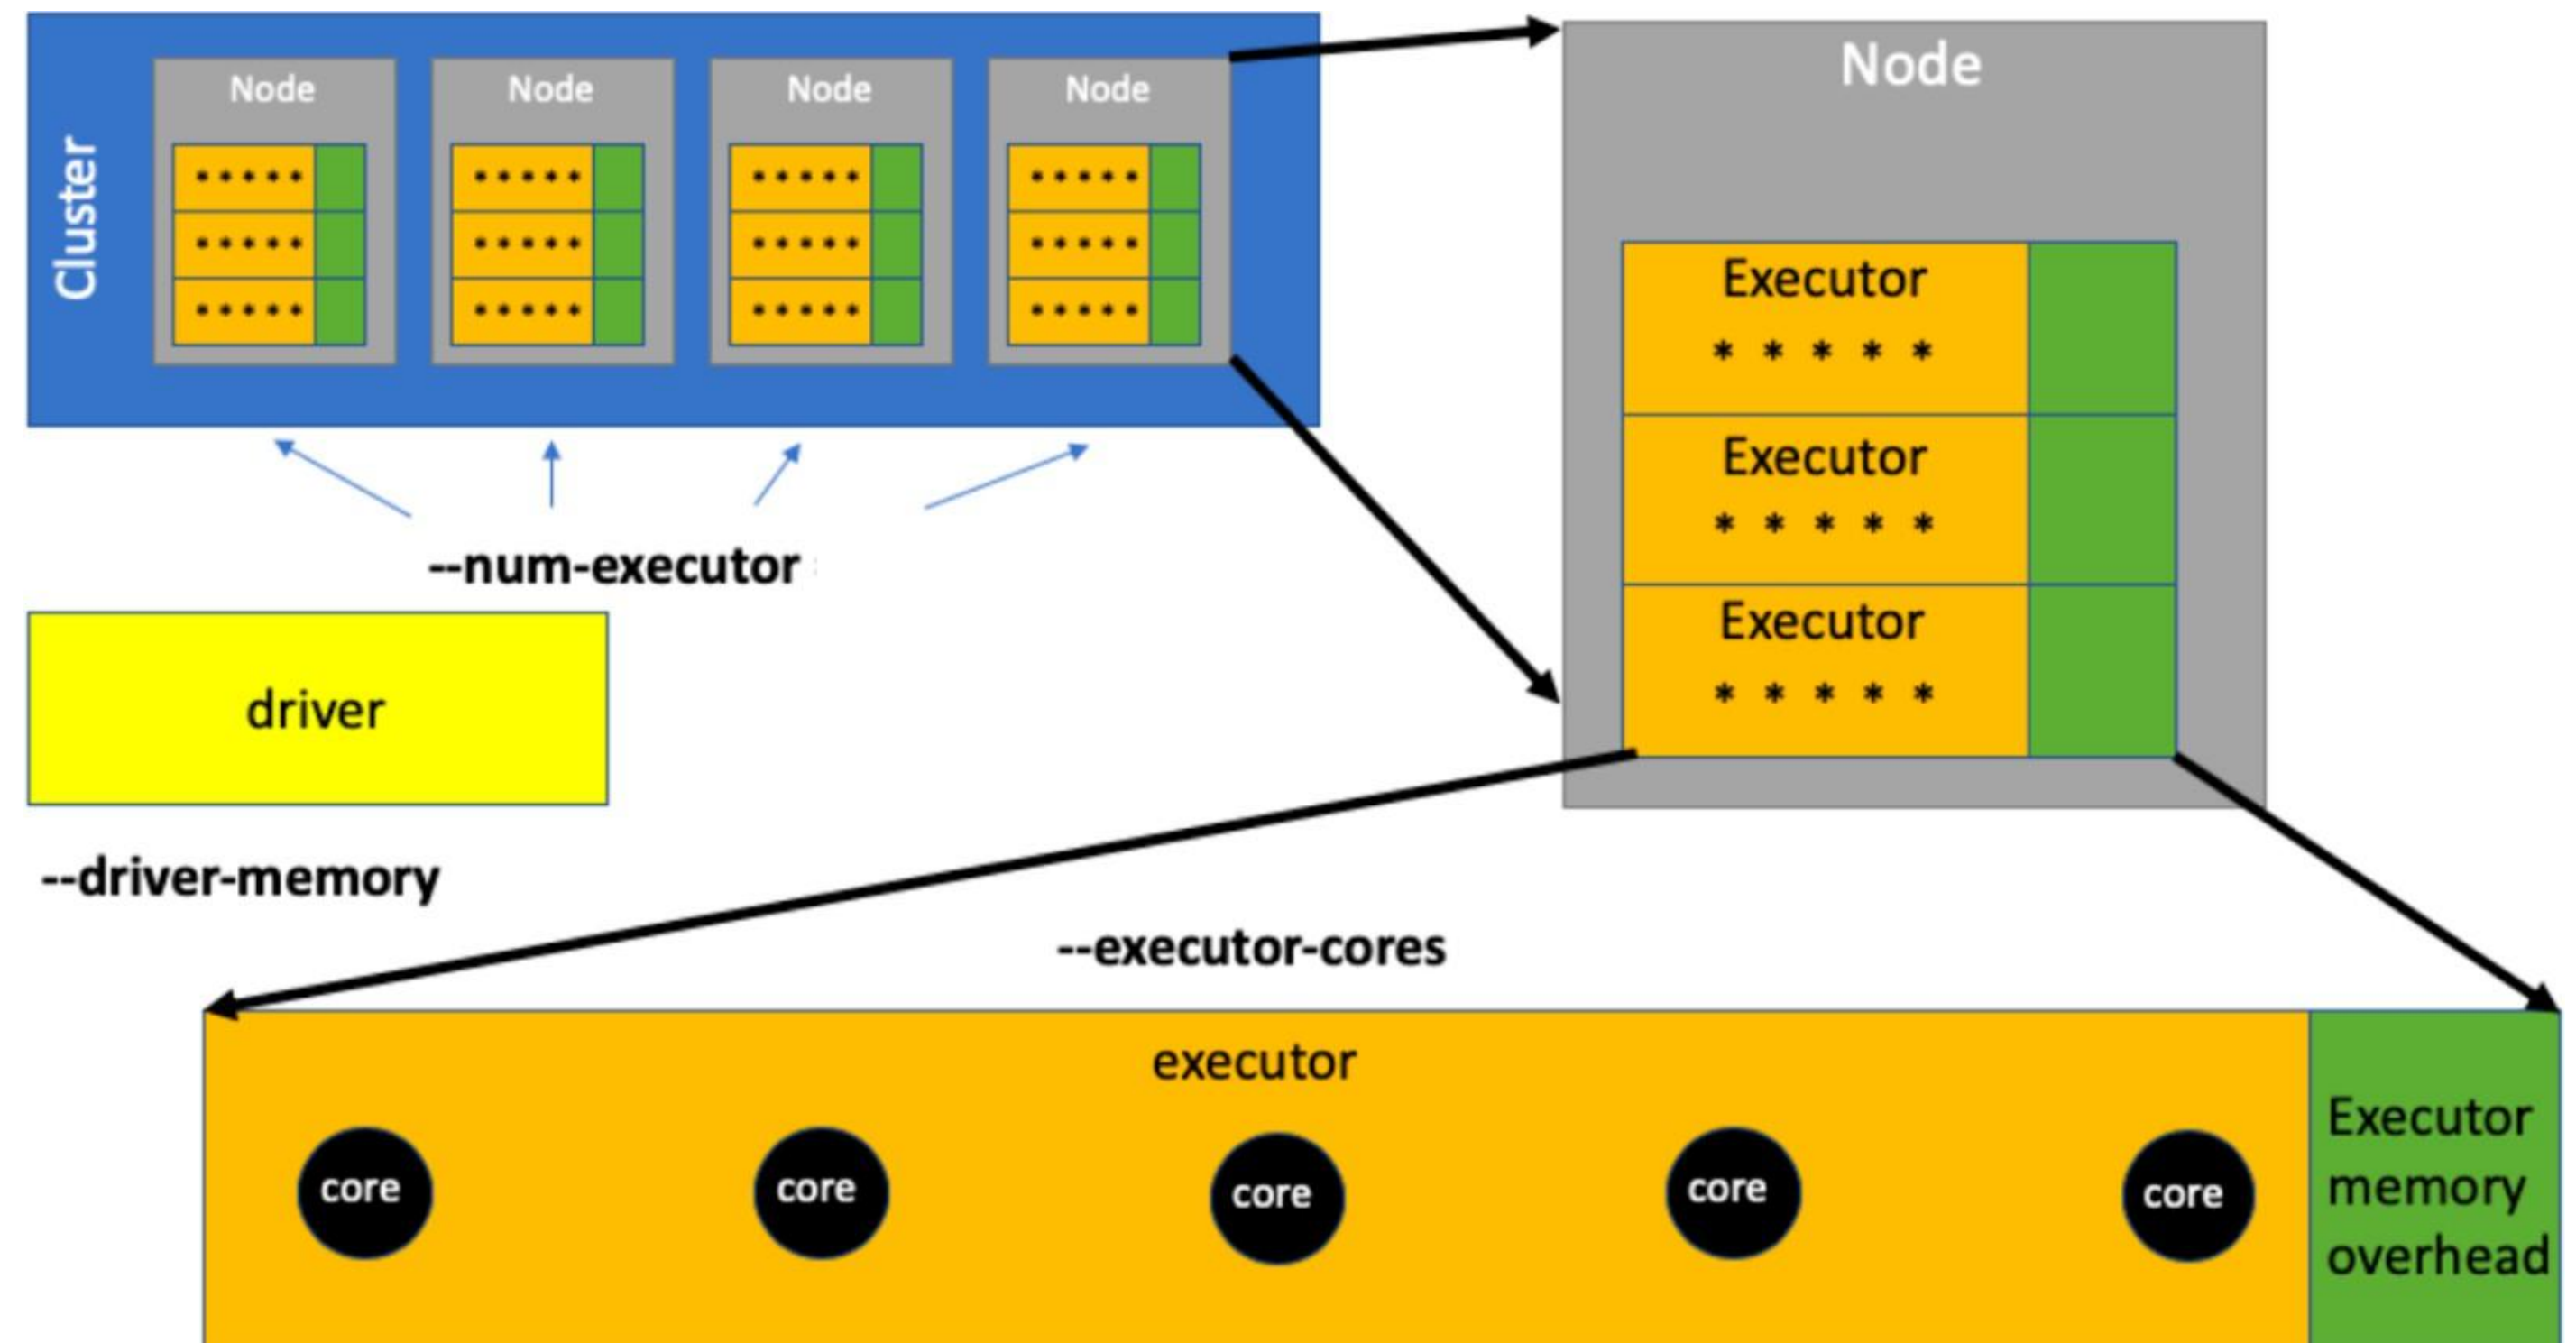 Cluster
Node
* * * * *
* * * * *
* * * * *
Node
* * * * *
* * * * *
* * * * *
Node
* * * * *
* * * * *
* * * * *
Node
* * * * *
* * * * *
* * * * *
Node
Executor
* * * * *
Executor
* * * * *
Executor
* * * * *
--num-executor
driver
--driver-memory
--executor-cores
executor
core
core
core
core
core
Executor
memory
overhead